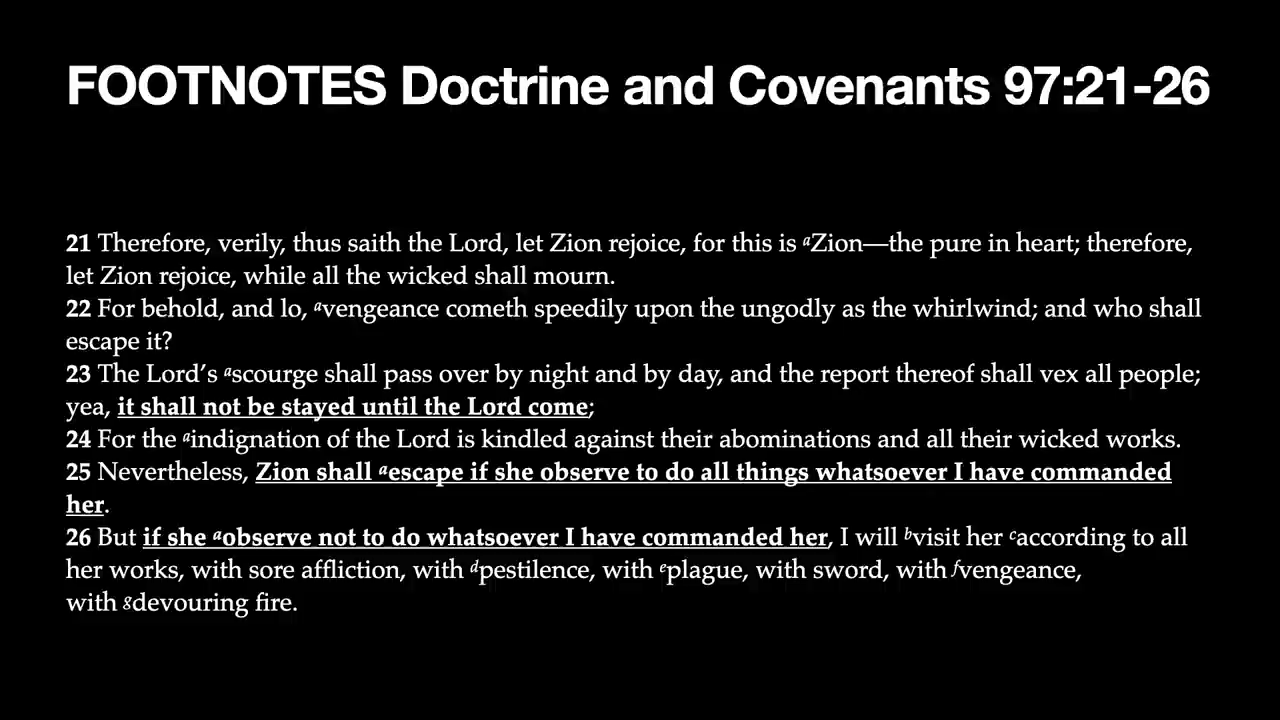 FOOTNOTES Doctrine and Covenants 97:21-26
21 Therefore, verily, thus saith the Lord, let Zion rejoice, for this is aZion—the pure in heart; therefore,
let Zion rejoice, while all the wicked shall mourn.
22 For behold, and lo, avengeance cometh speedily upon the ungodly as the whirlwind; and who shall
escape it?
23 The Lord’s ascourge shall pass over by night and by day, and the report thereof shall vex all people;
yea, it shall not be stayed until the Lord come;
24 For the aindignation of the Lord is kindled against their abominations and all their wicked works.
25 Nevertheless, Zion shall aescape if she observe to do all things whatsoever I have commanded
her.
26 But if she aobserve not to do whatsoever I have commanded her, I will bvisit her caccording to all
her works, with sore affliction, with dpestilence, with eplague, with sword, with fvengeance,
with gdevouring fire.